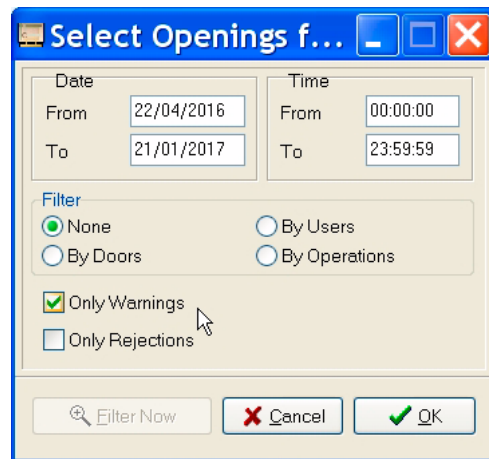 Select Openings f...
Date
From 22/04/2016
To 21/01/2017
Time
From 00:00:00
To 23:59:59
Filter
None
By Users
By Doors
By Operations
Only Warnings
Only Rejections
Filter Now
Cancel
OK